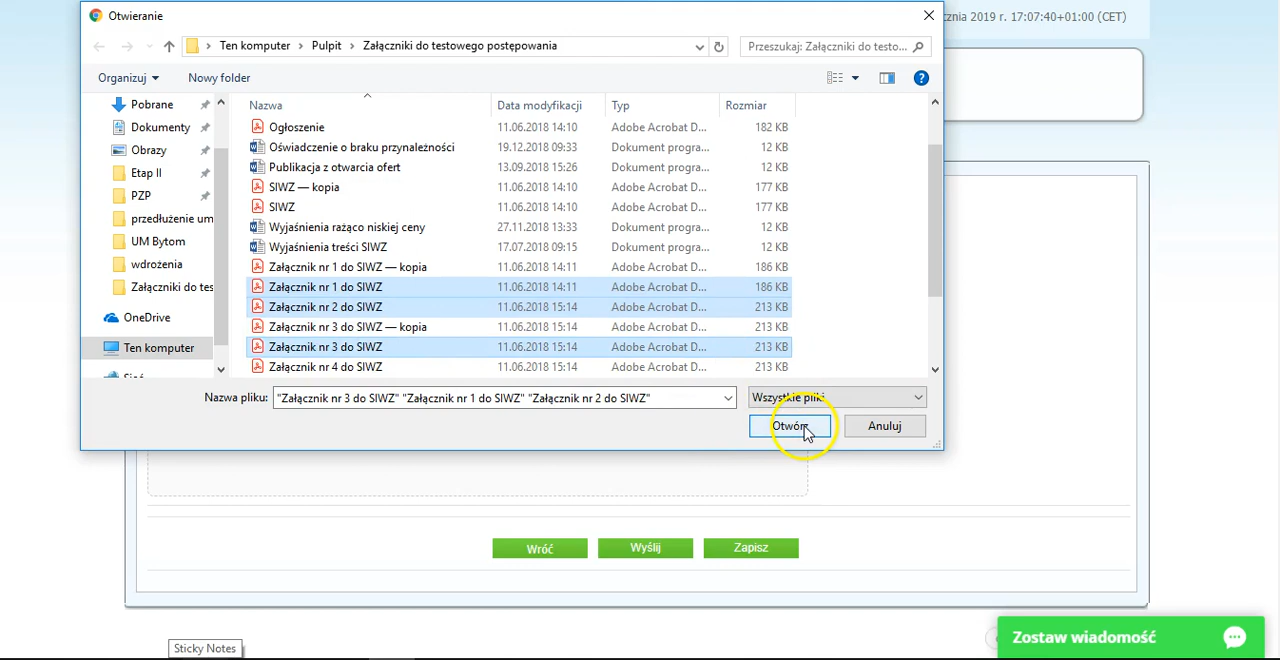 Otwieranie
cznia 2019 r. 17:07:40+01:00 (CET)
Ten komputer > Pulpit > Załączniki do testowego postępowania
Przeszukaj: Załączniki do testo...
Organizuj
Nowy folder
Nazwa Data modyfikacji Typ Rozmiar
Pobrane
Dokumenty
Obrazy
Etap II
PZP
przedłużenie um
UM Bytom
wdrożenia
Załączniki do tes
OneDrive
Ten komputer
Ogłoszenie 11.06.2018 14:10 Adobe Acrobat D... 182 KB
Oświadczenie o braku przynależności 19.12.2018 09:33 Dokument progra... 12 KB
Publikacja z otwarcia ofert 13.09.2018 15:26 Dokument progra... 12 KB
SIWZ — kopia 11.06.2018 14:10 Adobe Acrobat D... 177 KB
SIWZ 11.06.2018 14:10 Adobe Acrobat D... 177 KB
Wyjaśnienia rażąco niskiej ceny 27.11.2018 13:33 Dokument progra... 12 KB
Wyjaśnienia treści SIWZ 17.07.2018 09:15 Dokument progra... 12 KB
Załącznik nr 1 do SIWZ — kopia 11.06.2018 14:11 Adobe Acrobat D... 186 KB
Załącznik nr 1 do SIWZ 11.06.2018 14:11 Adobe Acrobat D... 186 KB
Załącznik nr 2 do SIWZ 11.06.2018 15:14 Adobe Acrobat D... 213 KB
Załącznik nr 3 do SIWZ — kopia 11.06.2018 15:14 Adobe Acrobat D... 213 KB
Załącznik nr 3 do SIWZ 11.06.2018 15:14 Adobe Acrobat D... 213 KB
Załącznik nr 4 do SIWZ 11.06.2018 15:14 Adobe Acrobat D... 213 KB
Nazwa pliku: "Załącznik nr 3 do SIWZ" "Załącznik nr 1 do SIWZ" "Załącznik nr 2 do SIWZ"
Wszystkie pliki
Otwórz
Anuluj
Wróć
Wyślij
Zapisz
Sticky Notes
Zostaw wiadomość